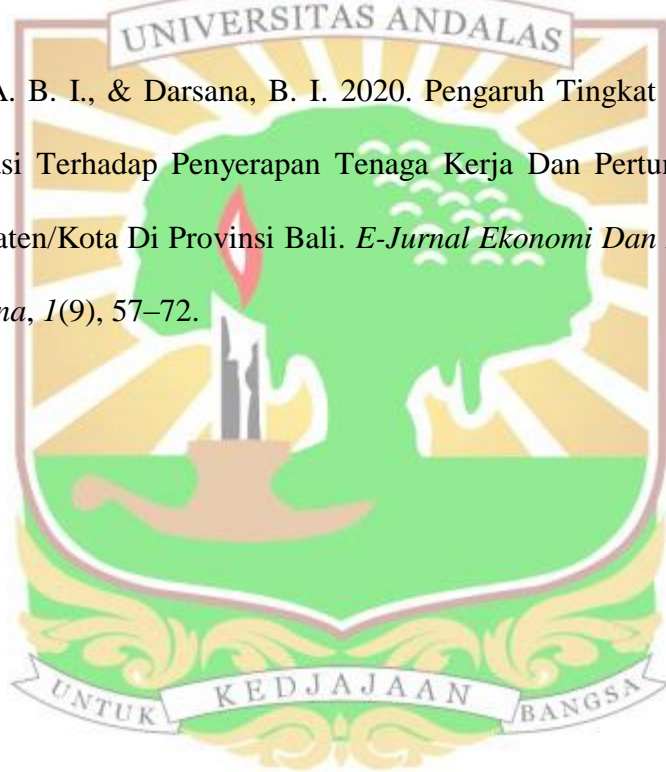 UNIVERSITAS ANDALAS
A. B. I., & Darsana, B. I. 2020. Pengaruh Tingkat
si Terhadap Penyerapan Tenaga Kerja Dan Pertu
aten/Kota Di Provinsi Bali. E-Jurnal Ekonomi Dan
na, 1(9), 57–72.
UNTUK KEDJAJAAN BANGSA